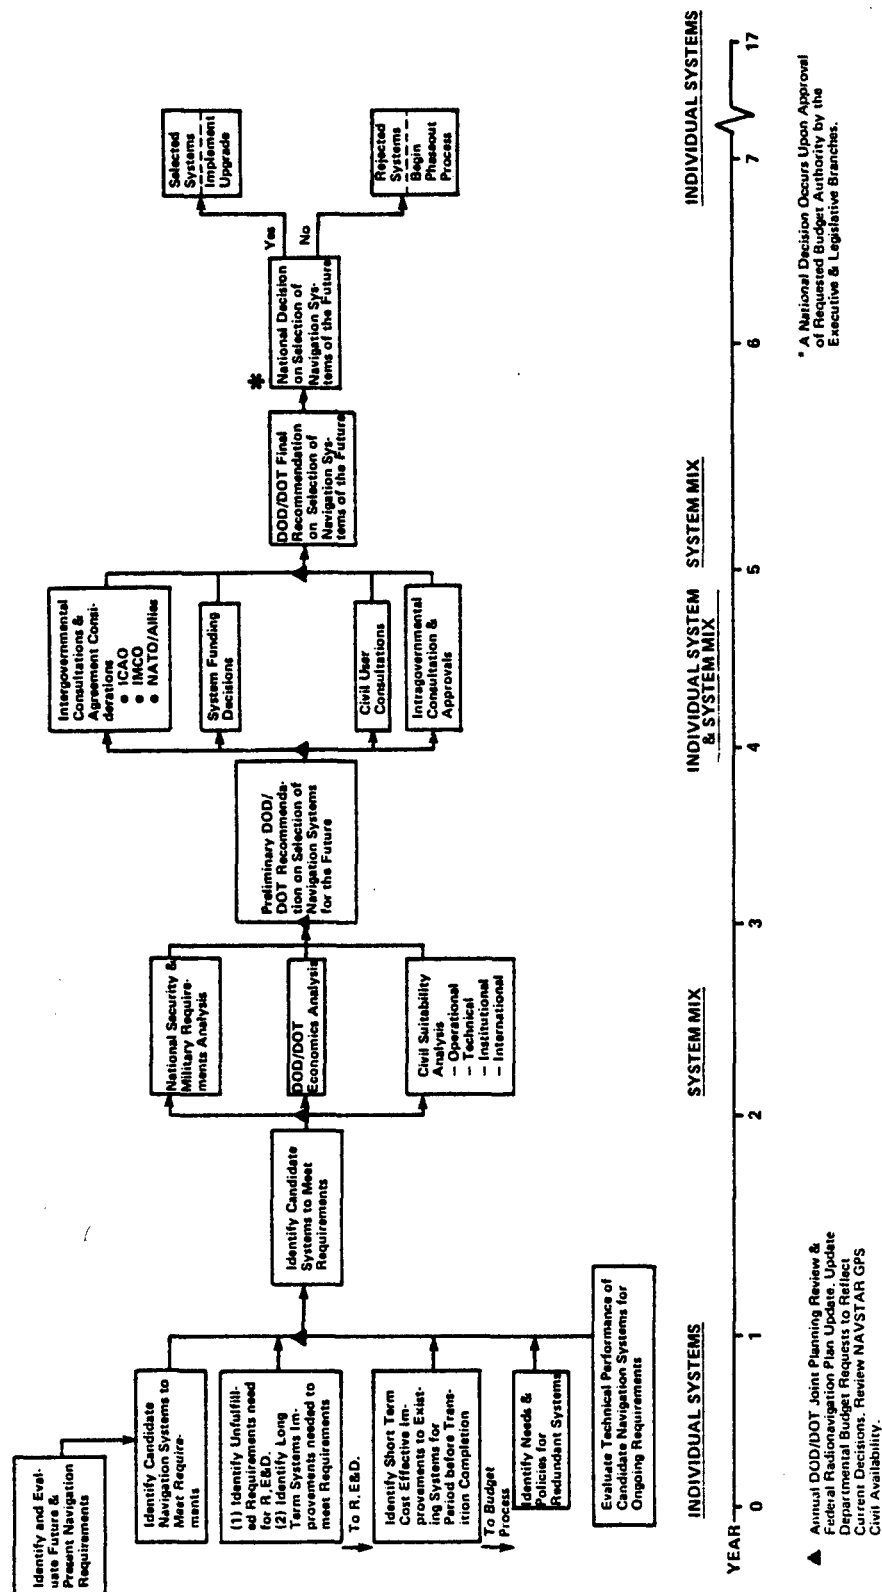 Identify and Eval-
uate Future &
Present Navigation
Requirements
Identify Candidate
Navigation Systems to
Meet Require-
ments
(1) Identify Unfulfill-
ed Requirements need
for R,E&D.
(2) Identify Long
Term Systems Im-
provements needed to
meet Requirements
To R.E&D.
Identify Short Term
Cost Effective Im-
provements to Exist-
ing Systems for
Period before Tran-
sition Completion
To Budget
Process
Identify Needs &
Policies for
Redundant Systems
Evaluate Technical Performance of
Candidate Navigation Systems for
Ongoing Requirements
Identify Candidate
Systems to Meet
Requirements
National Security &
Military Require-
ments Analysis
DOD/DOT
Economics Analysis
Civil Suitability
Analysis
– Operational
– Technical
– Institutional
– International
Preliminary DOD/
DOT Recommenda-
tion on Selection of
Navigation Systems
for the Future
Intergovernmental
Consultations &
Agreement Consi-
derations
● ICAO
● IMCO
● NATO/Allies
System Funding
Decisions
Civil User
Consultations
Intragovernmental
Consultation &
Approvals
DOD/DOT Final
Recommendation
on Selection of
Navigation Sys-
tems of the Future
*
National Decision
on Selection of
Navigation Sys-
tems of the Future
Yes
No
Selected
Systems
Implement
Upgrade
Rejected
Systems
Begin
Phaseout
Process
INDIVIDUAL SYSTEMS
SYSTEM MIX
INDIVIDUAL SYSTEM
& SYSTEM MIX
SYSTEM MIX
INDIVIDUAL SYSTEMS
YEAR 0 1 2 3 4 5 6 7 17
▲ Annual DOD/DOT Joint Planning Review &
Federal Radionavigation Plan Update. Update
Departmental Budget Requests to Reflect
Current Decisions. Review NAVSTAR GPS
Civil Availability.
* A National Decision Occurs Upon Approval
of Requested Budget Authority by the
Executive & Legislative Branches.